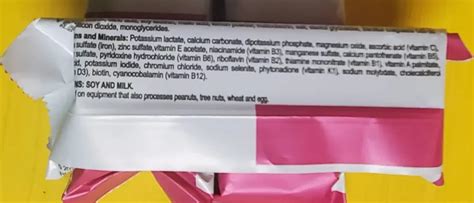 licon dioxide, monoglycerides.
ns and Minerals: Potassium lactate, calcium carbonate, dipotassium phosphate, magnesium oxide, ascorbic acid (vitamin C),
sulfate (iron), zinc sulfate, vitamin E acetate, niacinamide (vitamin B3), manganese sulfate, calcium pantothenate (vitamin B5),
sulfate, pyridoxine hydrochloride (vitamin B6), riboflavin (vitamin B2), thiamine mononitrate (vitamin B1), vitamin A palmitate,
acid, potassium iodide, chromium chloride, sodium selenite, phytonadione (vitamin K1), sodium molybdate, cholecalciferol
D3), biotin, cyanocobalamin (vitamin B12).
NS: SOY AND MILK.
on equipment that also processes peanuts, tree nuts, wheat and egg.